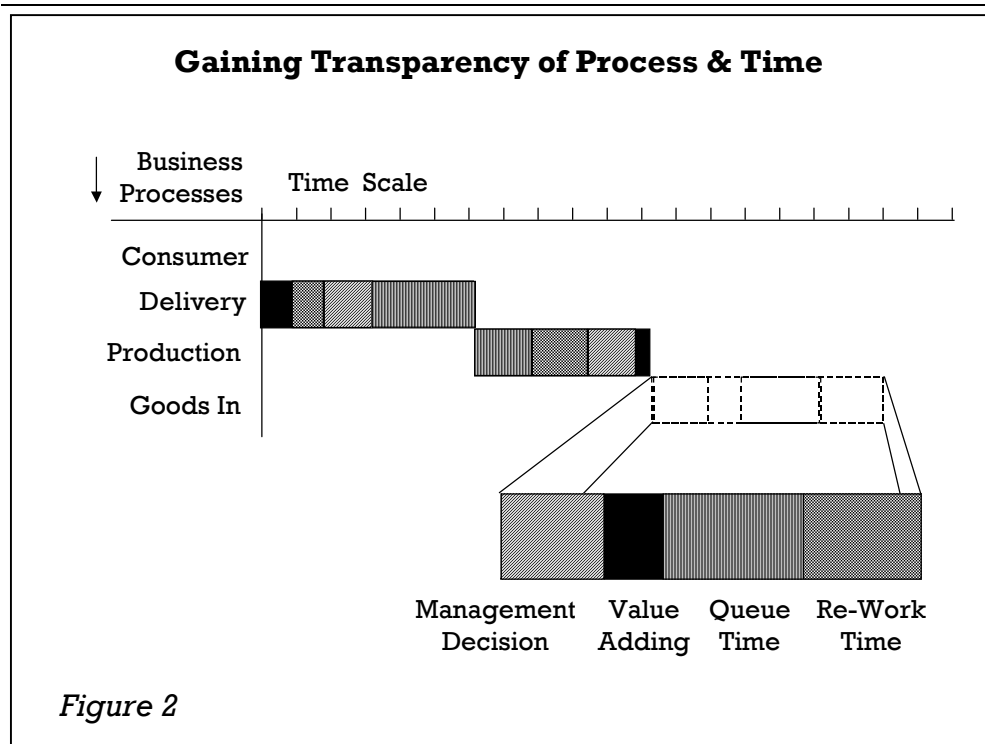 Gaining Transparency of Process & Time
Business
Processes
Time Scale
Consumer
Delivery
Production
Goods In
Management
Decision
Value
Adding
Queue
Time
Re-Work
Time
Figure 2